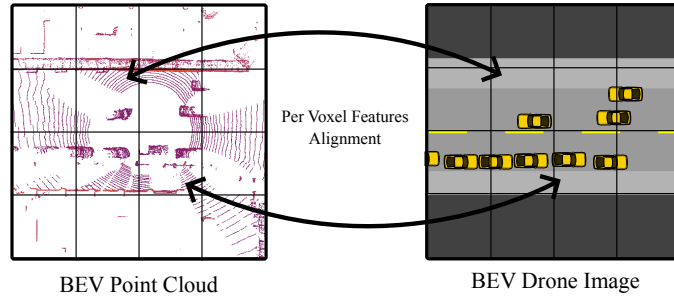 Per Voxel Features
Alignment
BEV Point Cloud
BEV Drone Image